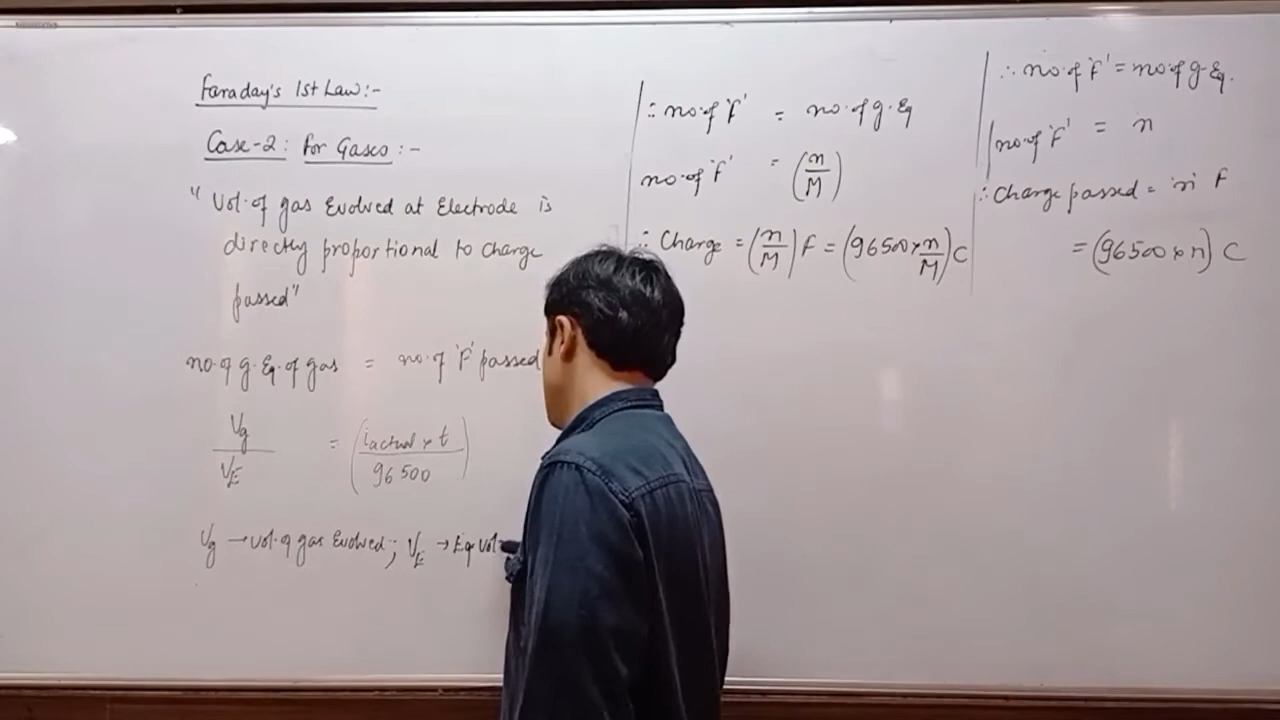 Faraday's 1st Law:-
Case-2: For Gases:-
"Vol. of gas Evolved at Electrode is
directly proportional to charge
passed"
no. of g. Eq. of gas = no. of 'F' passed
Vg / VE = (iactual × t / 96500)
Vg → vol. of gas Evolved; VE → Eq. Vol.
∴ no. of 'F' = no. of g. Eq
no. of 'F' = (n/M)
∴ Charge = (n/M) F = (96500 × n/M) C
∴ no. of 'F' = no. of g. Eq.
no. of 'F' = n
∴ Charge passed = 'n' F
= (96500 × n) C